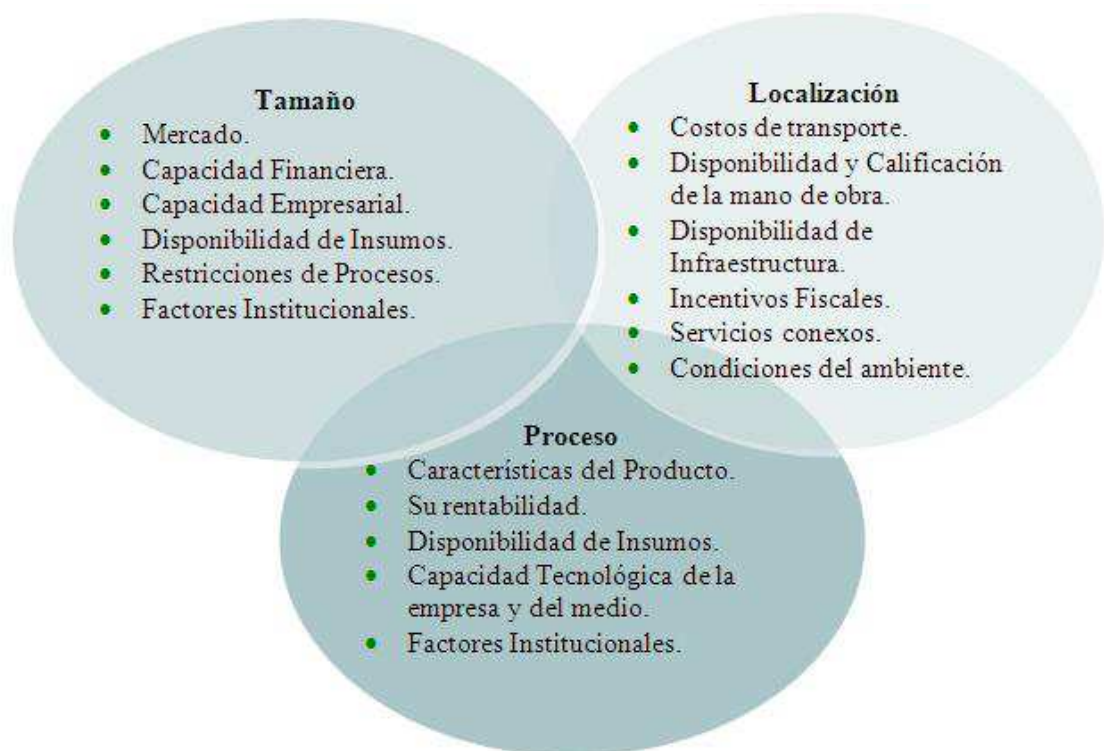 Tamaño
• Mercado.
• Capacidad Financiera.
• Capacidad Empresarial.
• Disponibilidad de Insumos.
• Restricciones de Procesos.
• Factores Institucionales.
Localización
• Costos de transporte.
• Disponibilidad y Calificación
de la mano de obra.
• Disponibilidad de
Infraestructura.
• Incentivos Fiscales.
• Servicios conexos.
• Condiciones del ambiente.
Proceso
• Características del Producto.
• Su rentabilidad.
• Disponibilidad de Insumos.
• Capacidad Tecnológica de la
empresa y del medio.
• Factores Institucionales.